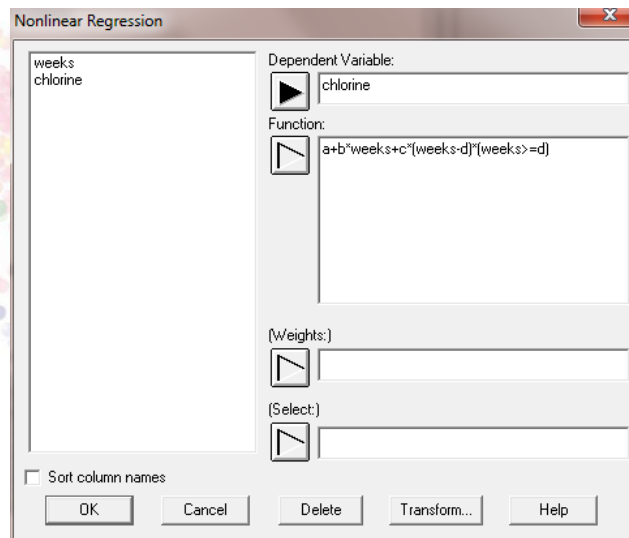 Nonlinear Regression
x
weeks
chlorine
Dependent Variable:
chlorine
Function:
a+b*weeks+c*(weeks-d)*(weeks>=d)
(Weights:)
(Select:)
Sort column names
OK
Cancel
Delete
Transform...
Help